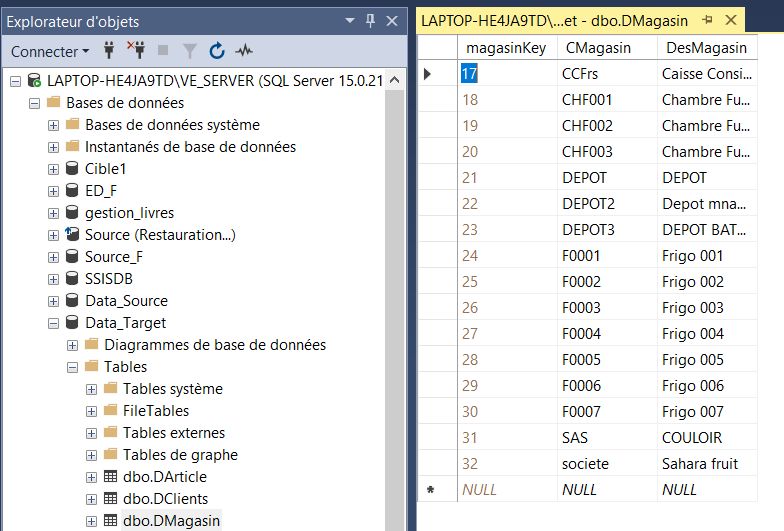 Explorateur d'objets
Connecter
LAPTOP-HE4JA9TD\VE_SERVER (SQL Server 15.0.21
Bases de données
Bases de données système
Instantanés de base de données
Cible1
ED_F
gestion_livres
Source (Restauration...)
Source_F
SSISDB
Data_Source
Data_Target
Diagrammes de base de données
Tables
Tables système
FileTables
Tables externes
Tables de graphe
dbo.DArticle
dbo.DClients
dbo.DMagasin
LAPTOP-HE4JA9TD\...et - dbo.DMagasin
magasinKey CMagasin DesMagasin
17 CCFrs Caisse Consi...
18 CHF001 Chambre Fu...
19 CHF002 Chambre Fu...
20 CHF003 Chambre Fu...
21 DEPOT DEPOT
22 DEPOT2 Depot mna...
23 DEPOT3 DEPOT BAT...
24 F0001 Frigo 001
25 F0002 Frigo 002
26 F0003 Frigo 003
27 F0004 Frigo 004
28 F0005 Frigo 005
29 F0006 Frigo 006
30 F0007 Frigo 007
31 SAS COULOIR
32 societe Sahara fruit
NULL NULL NULL